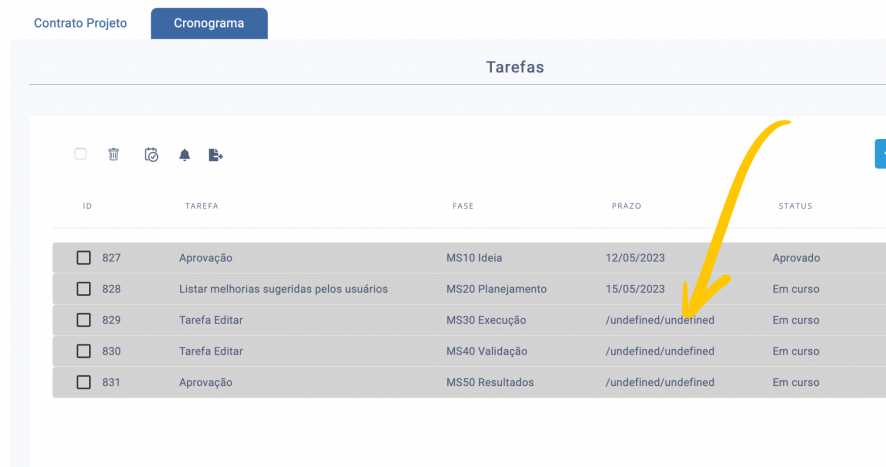 Contrato Projeto Cronograma
Tarefas
ID TAREFA FASE PRAZO STATUS
827 Aprovação MS10 Ideia 12/05/2023 Aprovado
828 Listar melhorias sugeridas pelos usuários MS20 Planejamento 15/05/2023 Em curso
829 Tarefa Editar MS30 Execução /undefined/undefined Em curso
830 Tarefa Editar MS40 Validação /undefined/undefined Em curso
831 Aprovação MS50 Resultados /undefined/undefined Em curso